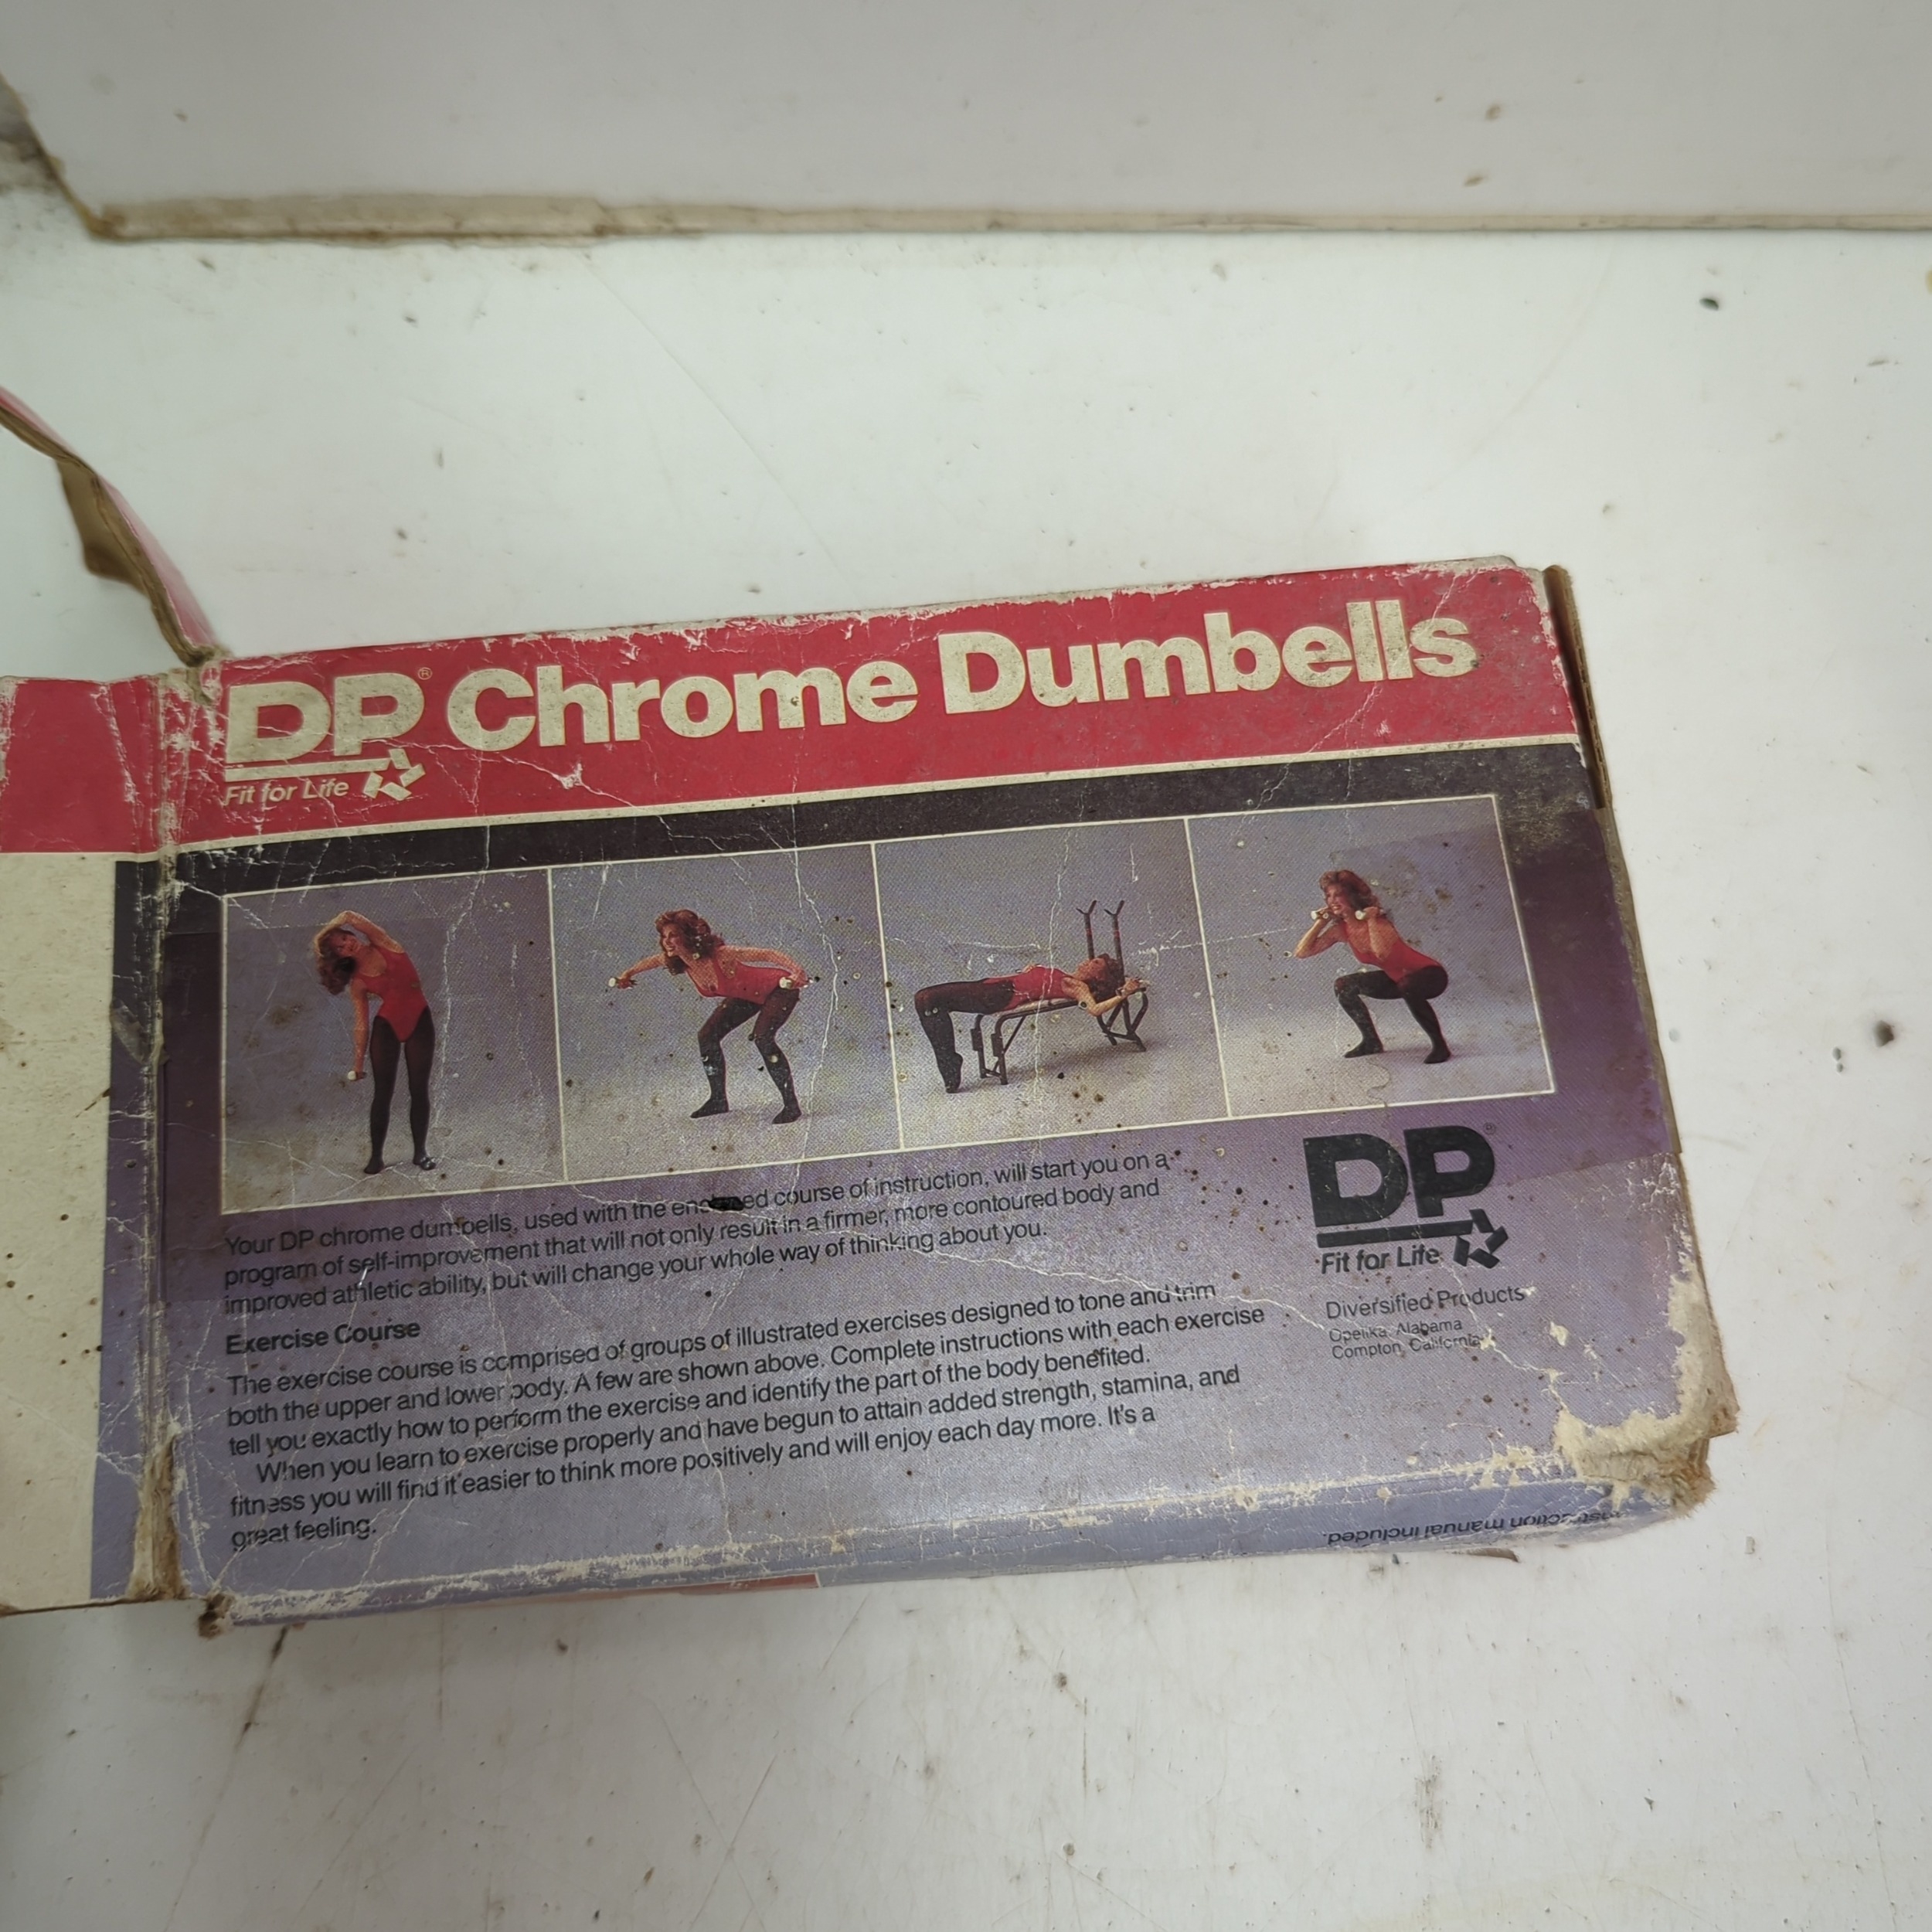 DP® Chrome Dumbells
Fit for Life
Your DP chrome dumbells, used with the course of instruction, will start you on a
program of self-improvement that will not only result in a firmer, more contoured body and
improved athletic ability, but will change your whole way of thinking about you.
Exercise Course
The exercise course is comprised of groups of illustrated exercises designed to tone and trim
both the upper and lower body. A few are shown above. Complete instructions with each exercise
tell you exactly how to perform the exercise and identify the part of the body benefited.
When you learn to exercise properly and have begun to attain added strength, stamina, and
fitness you will find it easier to think more positively and will enjoy each day more. It's a
great feeling.
DP®
Fit for Life
Diversified Products
Opelika, Alabama
Compton, California
manual included.